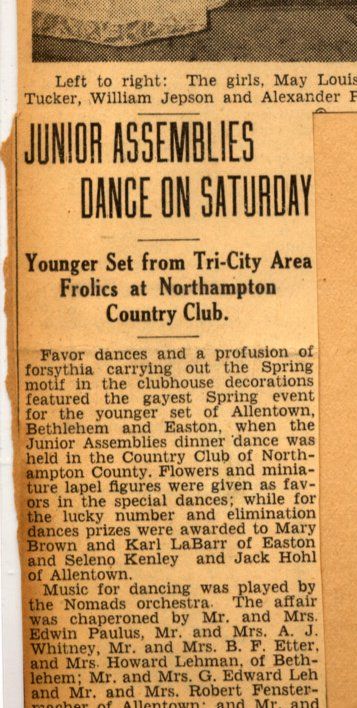 Left to right: The girls, May Louis
Tucker, William Jepson and Alexander
JUNIOR ASSEMBLIES
DANCE ON SATURDAY
Younger Set from Tri-City Area
Frolics at Northampton
Country Club.
Favor dances and a profusion of
forsythia carrying out the Spring
motif in the clubhouse decorations
featured the gayest Spring event
for the younger set of Allentown,
Bethlehem and Easton, when the
Junior Assemblies dinner dance was
held in the Country Club of North-
ampton County. Flowers and minia-
ture lapel figures were given as fav-
ors in the special dances; while for
the lucky number and elimination
dances prizes were awarded to Mary
Brown and Karl LaBarr of Easton
and Seleno Kenley and Jack Hohl
of Allentown.
Music for dancing was played by
the Nomads orchestra. The affair
was chaperoned by Mr. and Mrs.
Edwin Paulus, Mr. and Mrs. A. J.
Whitney, Mr. and Mrs. B. F. Etter,
and Mrs. Howard Lehman, of Beth-
lehem; Mr. and Mrs. G. Edward Leh
and Mr. and Mrs. Robert Fenster-
macher of Allentown; and Mr. and